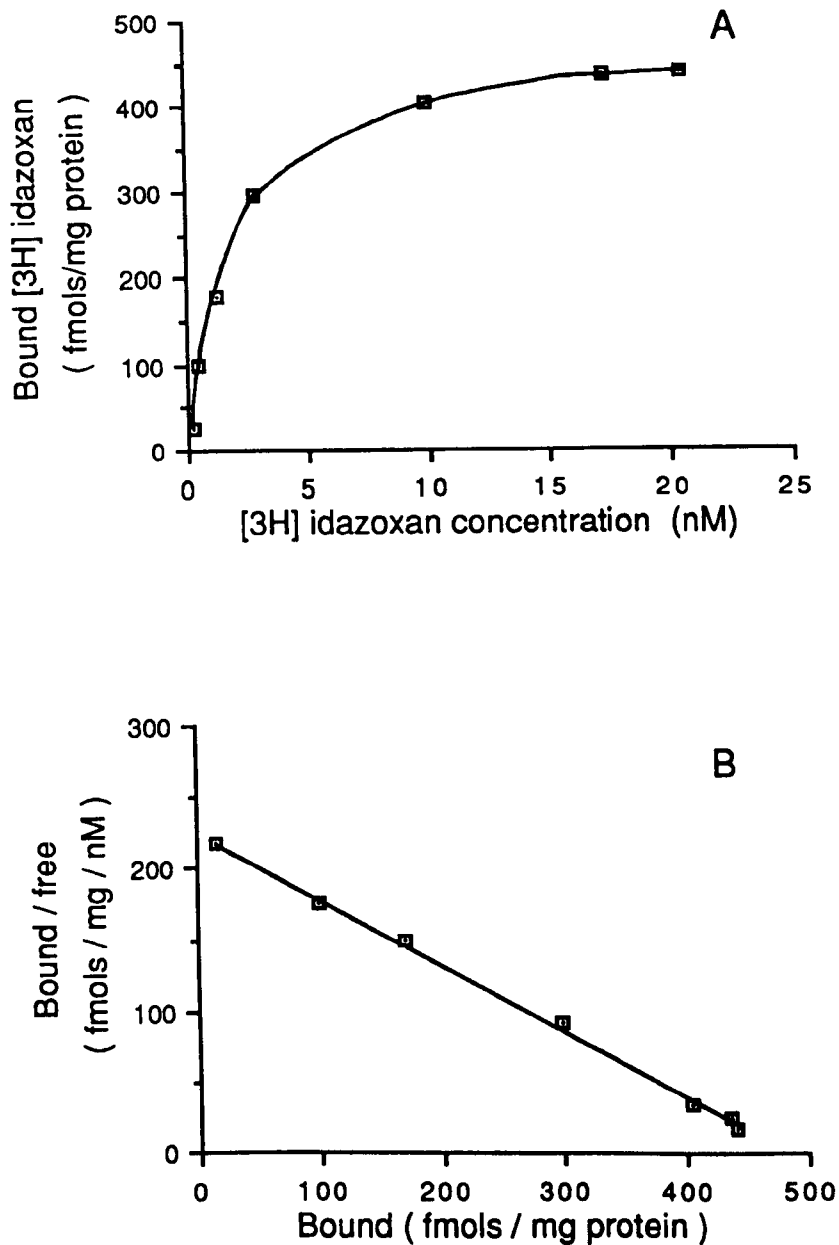 A
500
400
300
200
100
0
Bound [3H] idazoxan
( fmols/mg protein )
0 5 10 15 20 25
[3H] idazoxan concentration (nM)
B
300
200
100
0
Bound / free
( fmols / mg / nM )
0 100 200 300 400 500
Bound ( fmols / mg protein )